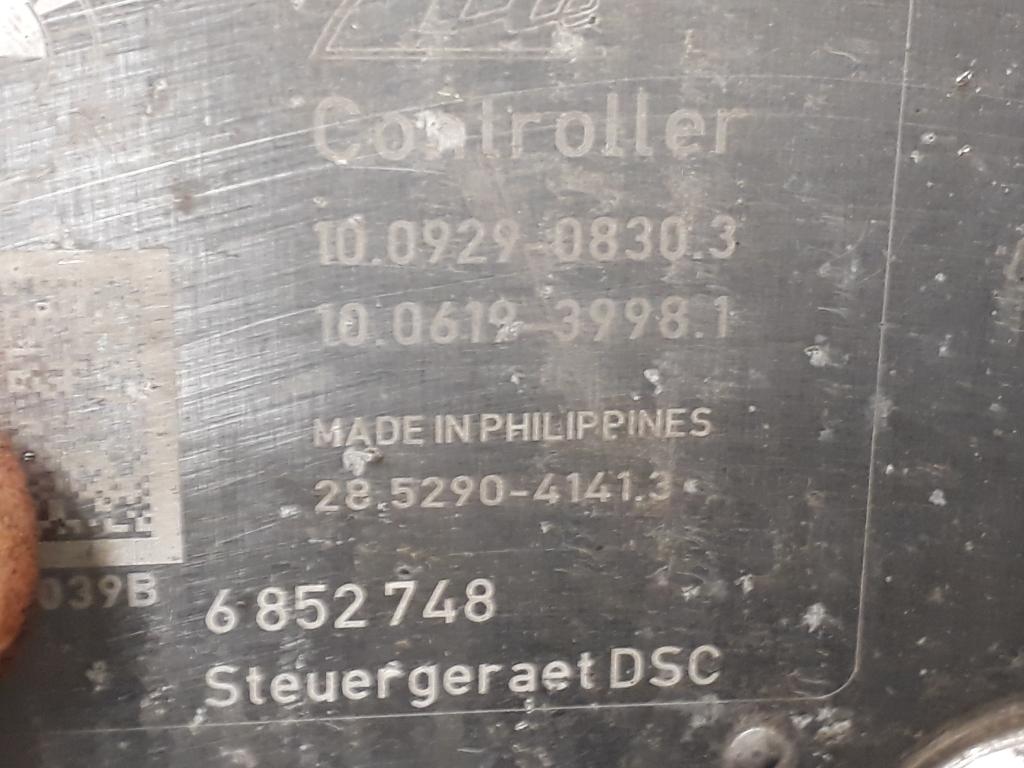 Controller
10.0929-0830.3
10.0619-3998.1
MADE IN PHILIPPINES
28.5290-4141.3
039B
6 852 748
Steuergeraet DSC